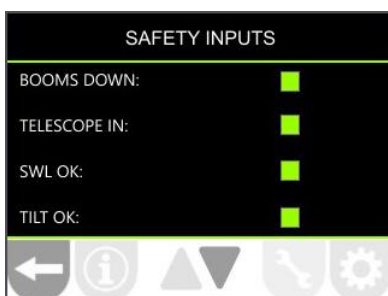 SAFETY INPUTS
BOOMS DOWN:
TELESCOPE IN:
SWL OK:
TILT OK: